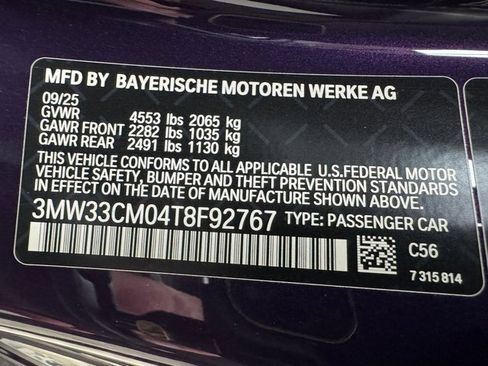 MFD BY BAYERISCHE MOTOREN WERKE AG
09/25
GVWR 4553 lbs 2065 kg
GAWR FRONT 2282 lbs 1035 kg
GAWR REAR 2491 lbs 1130 kg
THIS VEHICLE CONFORMS TO ALL APPLICABLE U.S.FEDERAL MOTOR
VEHICLE SAFETY, BUMPER AND THEFT PREVENTION STANDARDS
IN EFFECT ON THE DATE OF MANUFACTURE SHOWN ABOVE.
3MW33CM04T8F92767 TYPE: PASSENGER CAR
C56
7 315 814